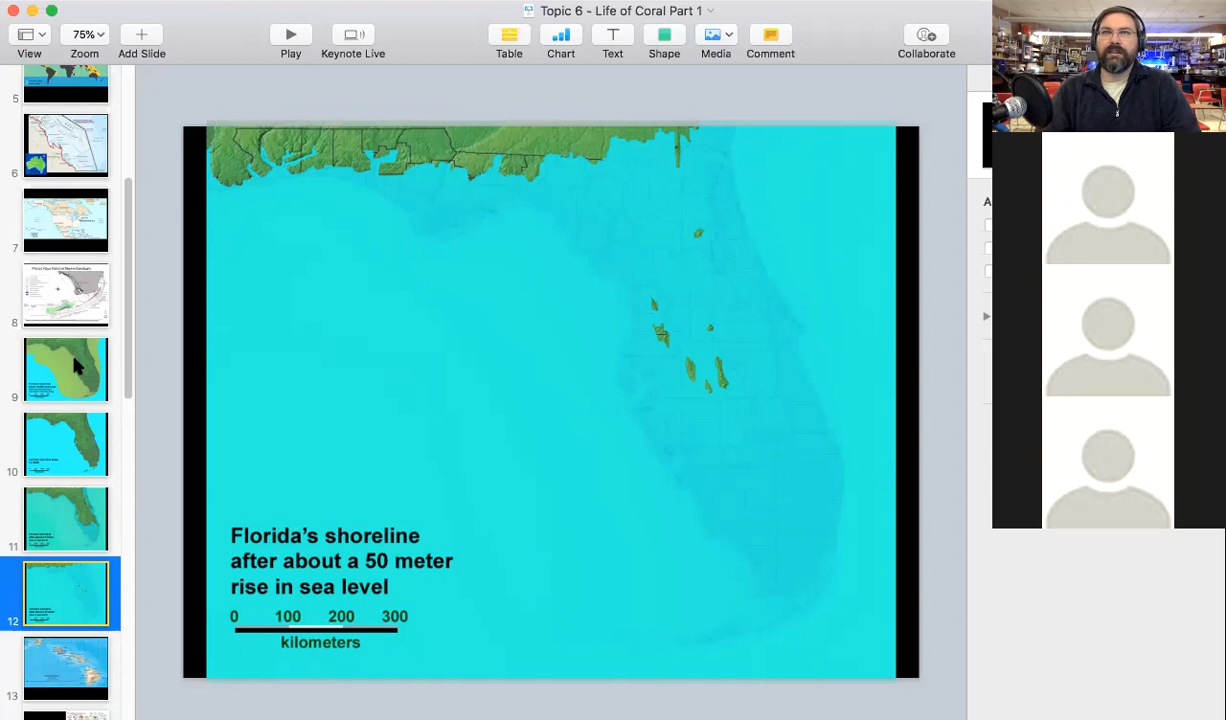 Topic 6 - Life of Coral Part 1
75%
View
Zoom
Add Slide
Play
Keynote Live
Table
Chart
Text
Shape
Media
Comment
Collaborate
5
6
7
8
9
10
11
12
13
Florida's shoreline
after about a 50 meter
rise in sea level
0 100 200 300
kilometers
A